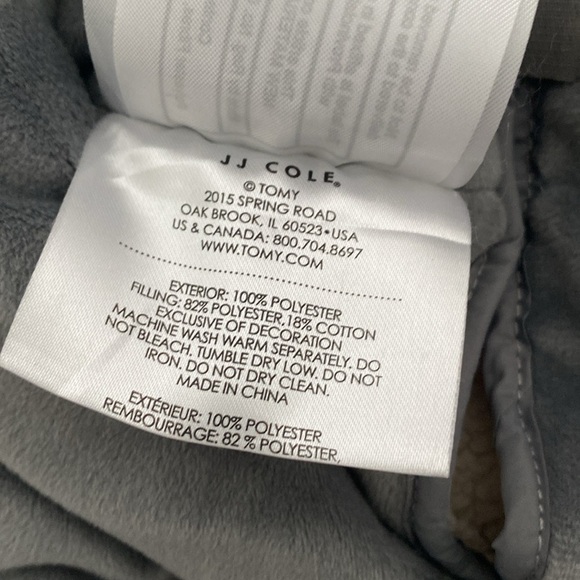 JJ COLE®
© TOMY
2015 SPRING ROAD
OAK BROOK, IL 60523•USA
US & CANADA: 800.704.8697
WWW.TOMY.COM
EXTERIOR: 100% POLYESTER
FILLING: 82% POLYESTER, 18% COTTON
EXCLUSIVE OF DECORATION
MACHINE WASH WARM SEPARATELY. DO
NOT BLEACH. TUMBLE DRY LOW. DO NOT
IRON. DO NOT DRY CLEAN.
MADE IN CHINA
EXTÉRIEUR: 100% POLYESTER
REMBOURRAGE: 82 % POLYESTER,